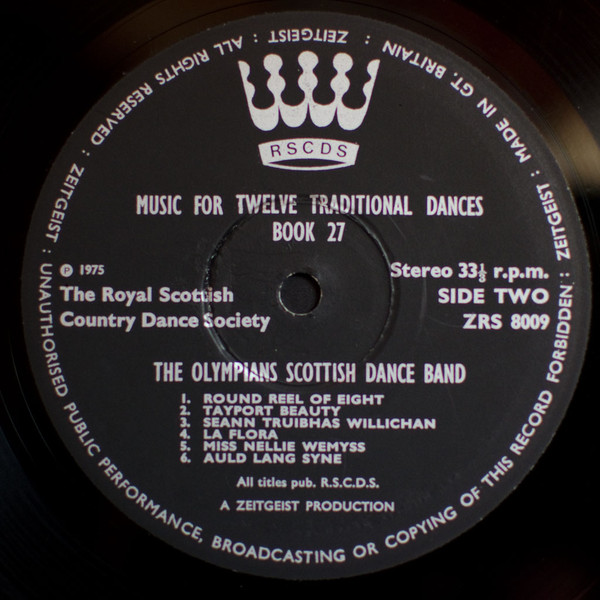 UNAUTHORISED PUBLIC PERFORMANCE, BROADCASTING OR COPYING OF THIS RECORD FORBIDDEN : ZEITGEIST : MADE IN GT. BRITAIN : ZEITGEIST : ALL RIGHTS RESERVED : ZEITGEIST :
RSCDS
MUSIC FOR TWELVE TRADITIONAL DANCES
BOOK 27
Ⓟ 1975
The Royal Scottish
Country Dance Society
Stereo 33⅓ r.p.m.
SIDE TWO
ZRS 8009
THE OLYMPIANS SCOTTISH DANCE BAND
1. ROUND REEL OF EIGHT
2. TAYPORT BEAUTY
3. SEANN TRUIBHAS WILLICHAN
4. LA FLORA
5. MISS NELLIE WEMYSS
6. AULD LANG SYNE
All titles pub. R.S.C.D.S.
A ZEITGEIST PRODUCTION